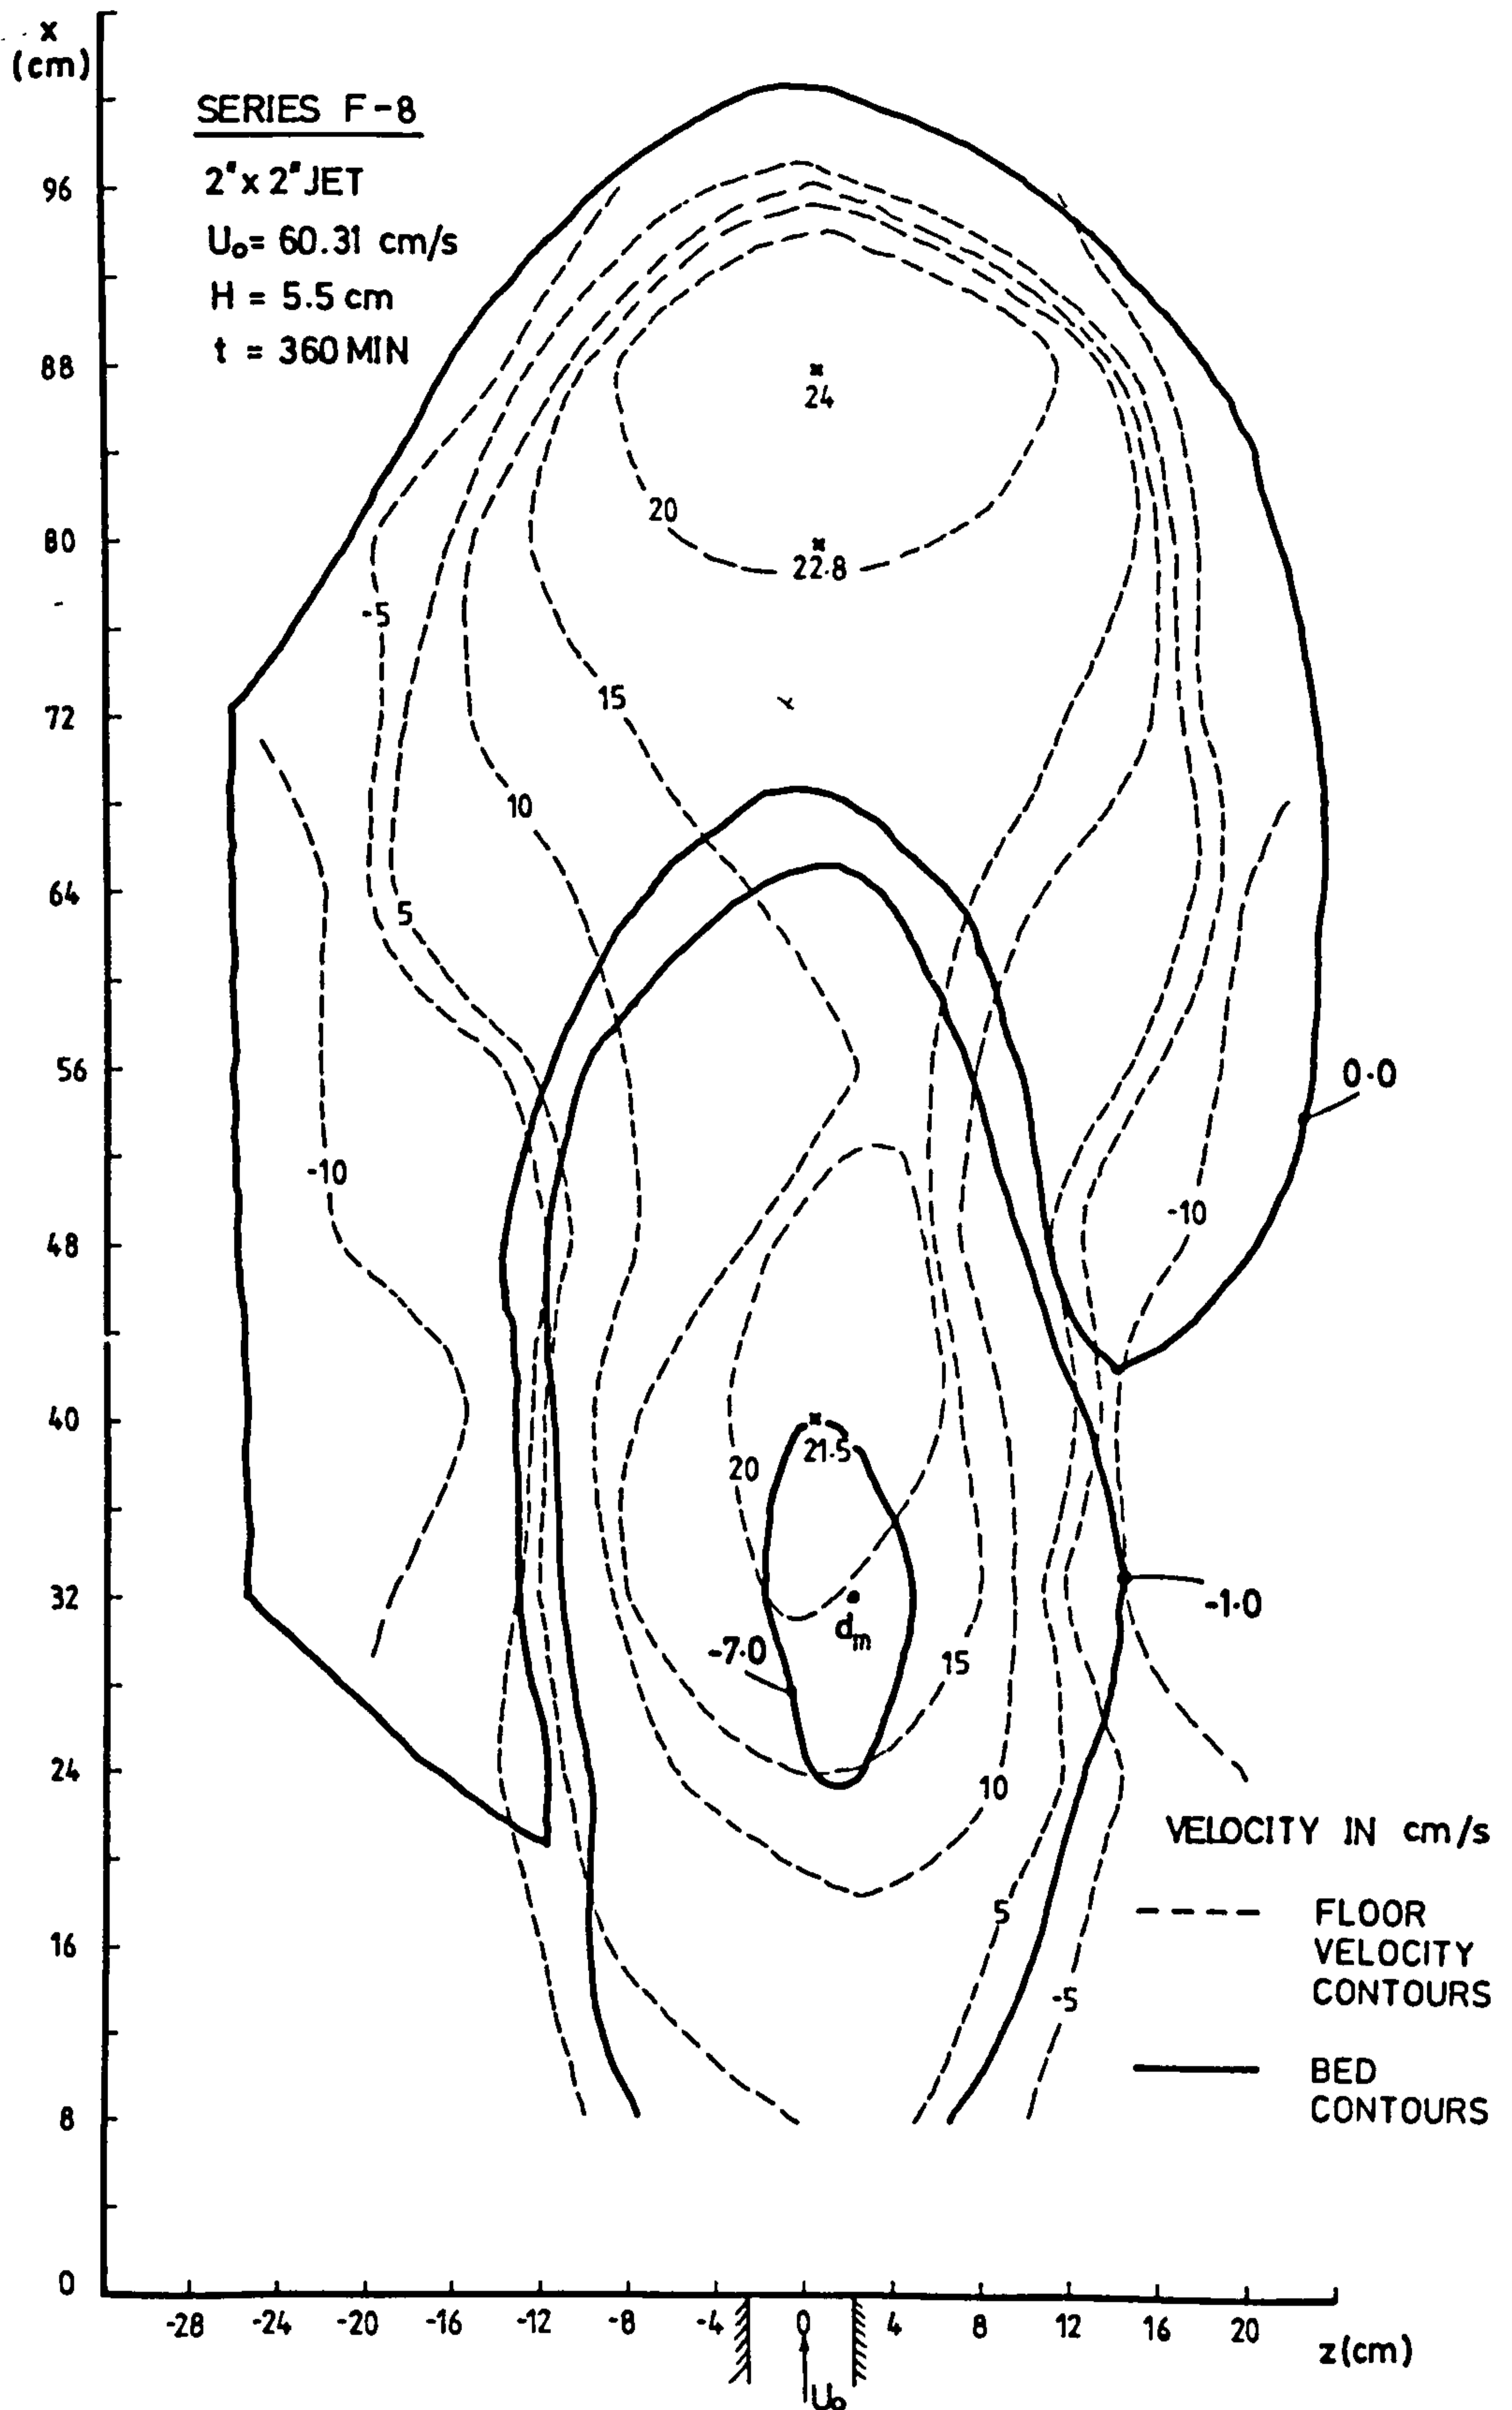 x
(cm)
SERIES F-8
2"x 2" JET
U₀= 60.31 cm/s
H = 5.5 cm
t = 360 MIN
96
88
80
72
64
56
48
40
32
24
16
8
0
24
20
22.8
-5
15
10
5
0.0
-10
-10
21.5
20
-1.0
dm
-7.0
15
10
5
-5
VELOCITY IN cm/s
FLOOR
VELOCITY
CONTOURS
BED
CONTOURS
-28 -24 -20 -16 -12 -8 -4 0 4 8 12 16 20
z(cm)
U₀